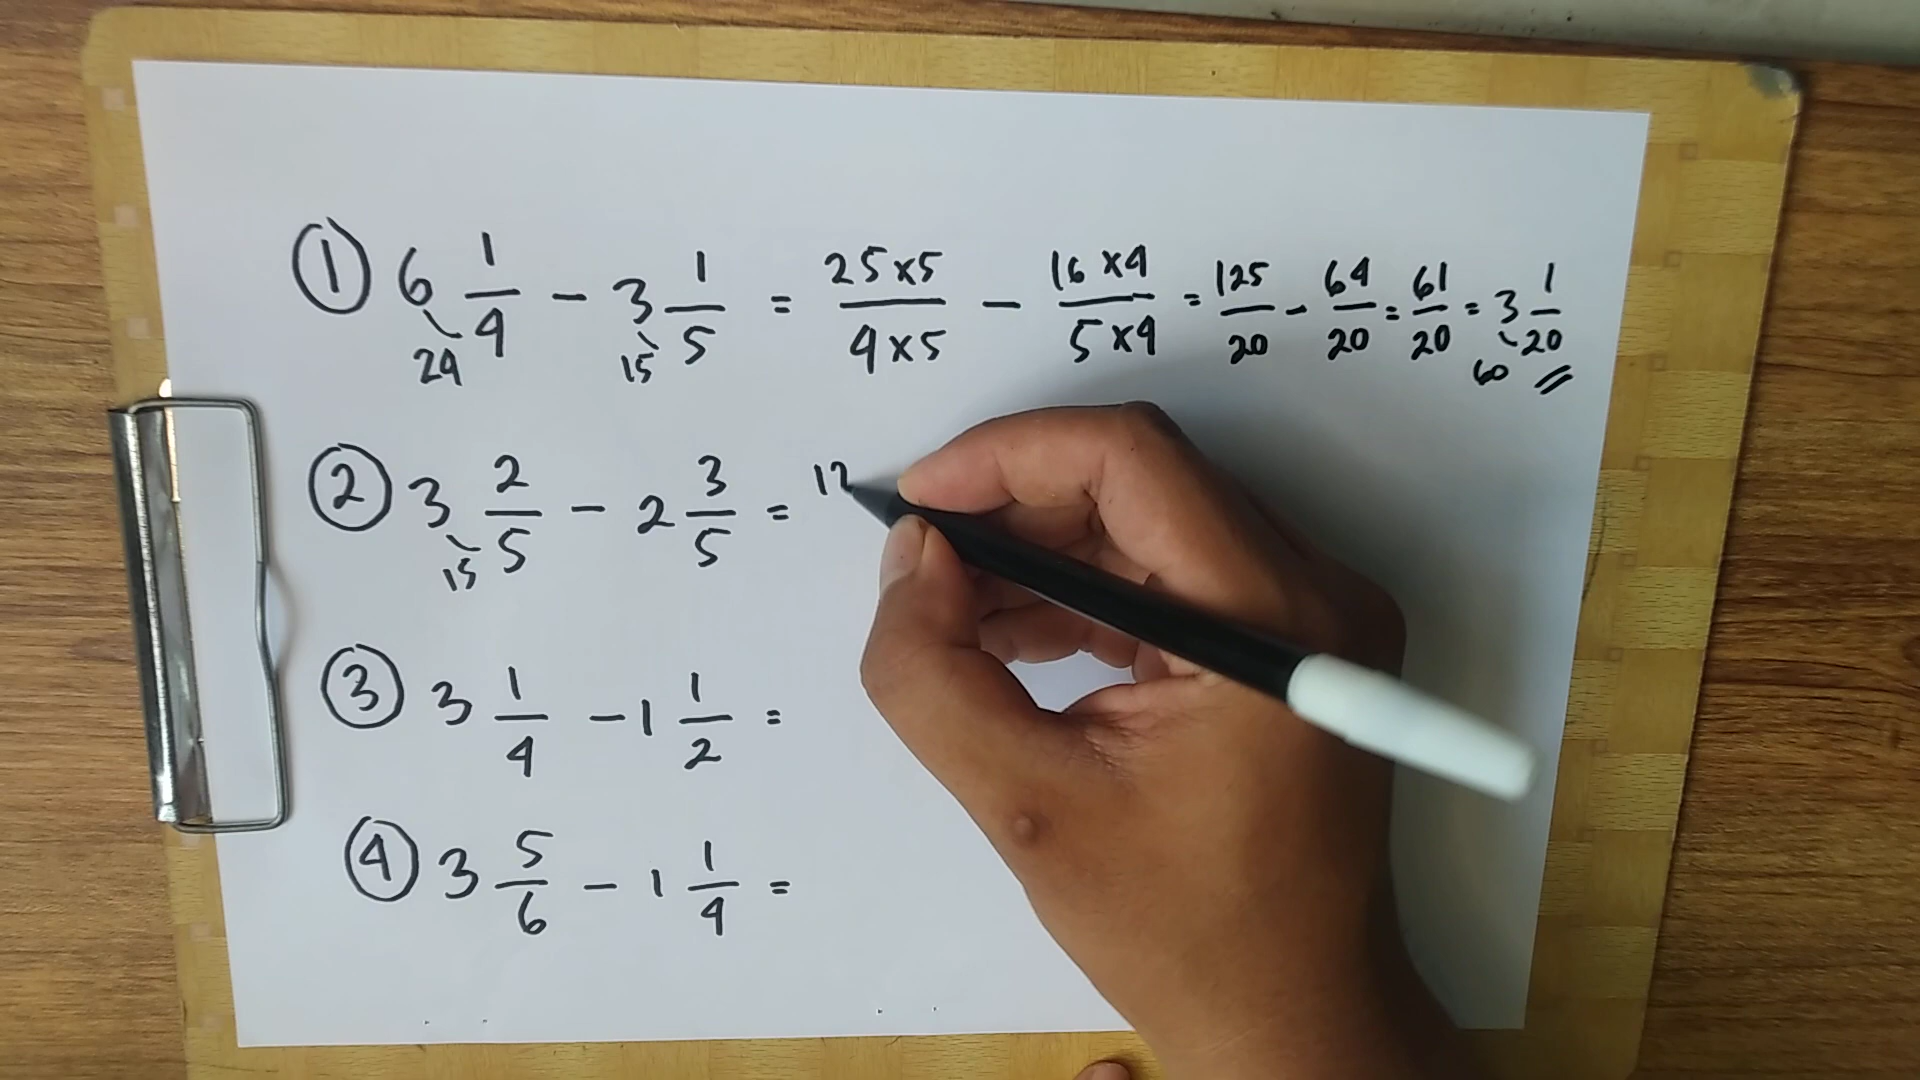 ① 6 1/4 - 3 1/5 = 25x5/4x5 - 16x4/5x4 = 125/20 - 64/20 = 61/20 = 3 1/20
24 15 60
② 3 2/5 - 2 3/5 =
15
③ 3 1/4 - 1 1/2 =
④ 3 5/6 - 1 1/4 =